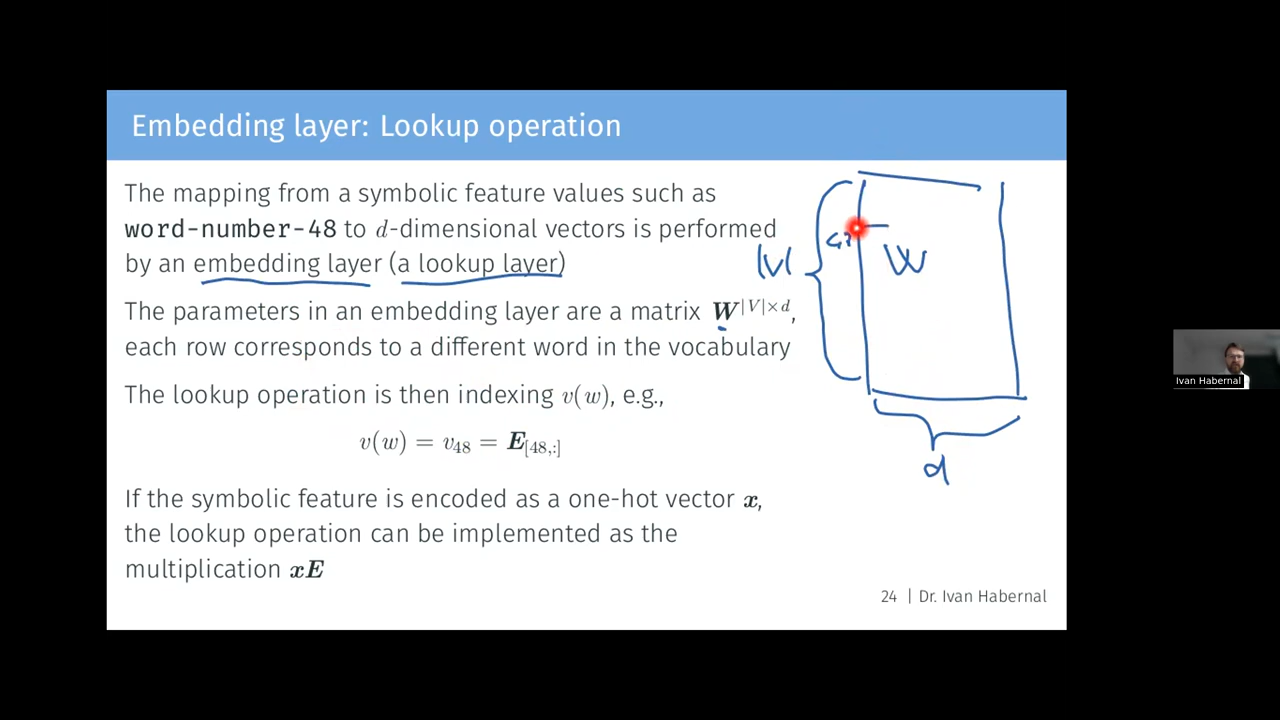 Embedding layer: Lookup operation
The mapping from a symbolic feature values such as
word-number-48 to d-dimensional vectors is performed
by an embedding layer (a lookup layer)
The parameters in an embedding layer are a matrix W^{|V|×d},
each row corresponds to a different word in the vocabulary
The lookup operation is then indexing v(w), e.g.,
v(w) = v_{48} = E_{[48,:]}
If the symbolic feature is encoded as a one-hot vector x,
the lookup operation can be implemented as the
multiplication xE
|V|
W
d
24 | Dr. Ivan Habernal
Ivan Habernal